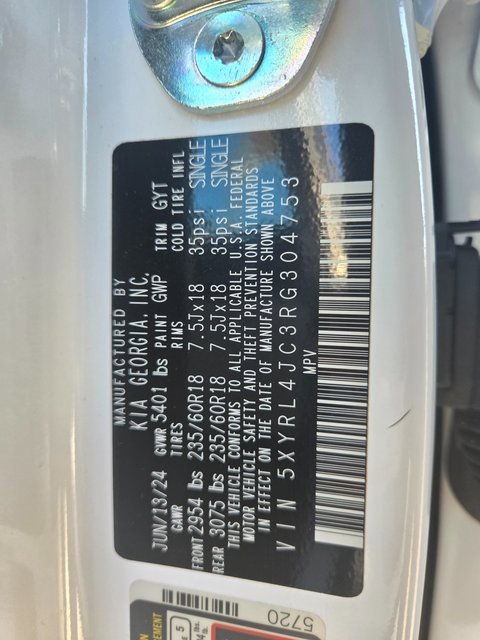 MANUFACTURED BY
KIA GEORGIA, INC.
JUN/13/24 GVWR 5401 lbs PAINT GWP TRIM GYT
GAWR TIRES RIMS COLD TIRE INFL
FRONT 2954 lbs 235/60R18 7.5Jx18 35psi SINGLE
REAR 3075 lbs 235/60R18 7.5Jx18 35psi SINGLE
THIS VEHICLE CONFORMS TO ALL APPLICABLE U.S.A. FEDERAL
MOTOR VEHICLE SAFETY AND THEFT PREVENTION STANDARDS
IN EFFECT ON THE DATE OF MANUFACTURE SHOWN ABOVE
VIN 5XYRL4JC3RG304753
MPV
5
5720